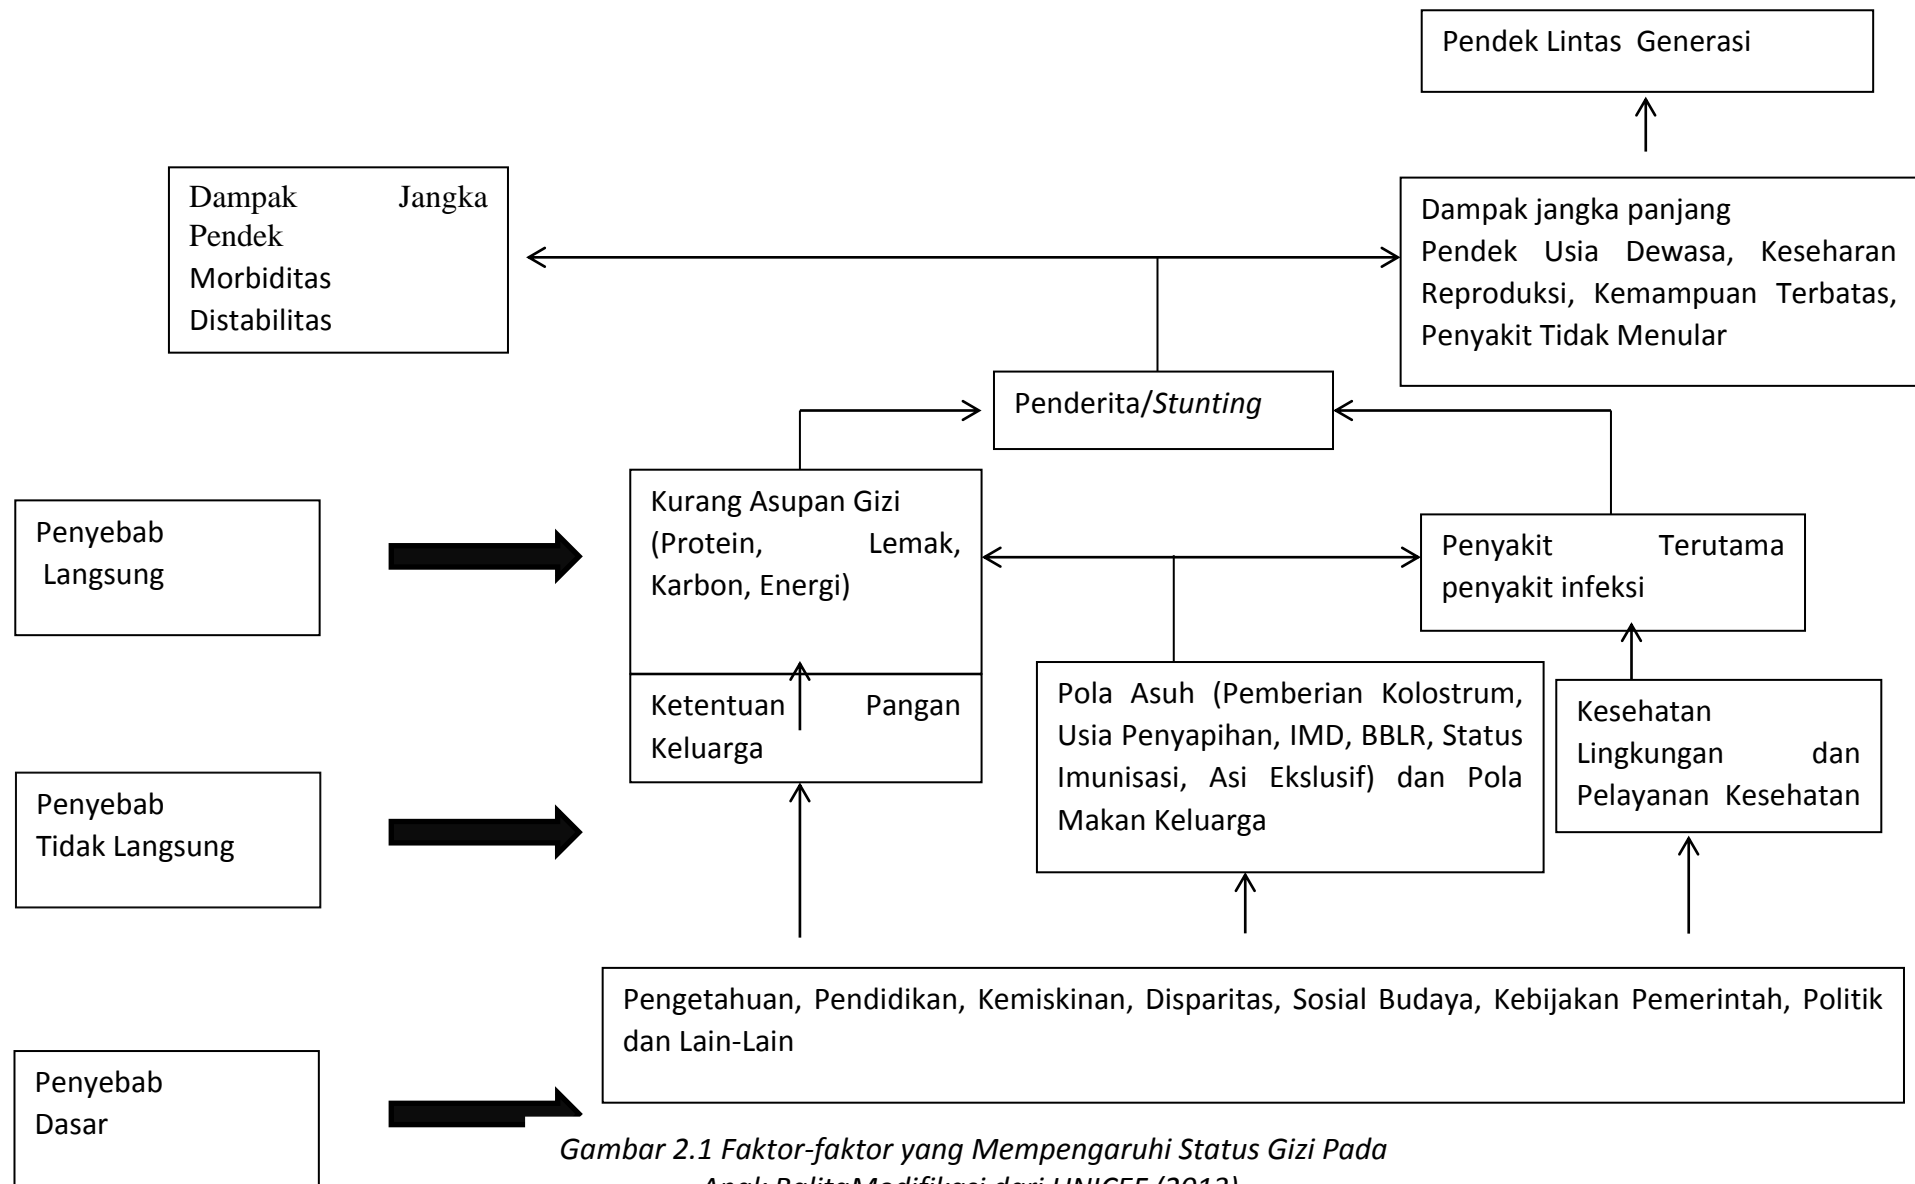 Pendek Lintas Generasi
Dampak Jangka
Pendek
Morbiditas
Distabilitas
Dampak jangka panjang
Pendek Usia Dewasa, Keseharan
Reproduksi, Kemampuan Terbatas,
Penyakit Tidak Menular
Penderita/Stunting
Penyebab
Langsung
Kurang Asupan Gizi
(Protein, Lemak,
Karbon, Energi)
Penyakit Terutama
penyakit infeksi
Penyebab
Tidak Langsung
Ketentuan Pangan
Keluarga
Pola Asuh (Pemberian Kolostrum,
Usia Penyapihan, IMD, BBLR, Status
Imunisasi, Asi Ekslusif) dan Pola
Makan Keluarga
Kesehatan
Lingkungan dan
Pelayanan Kesehatan
Penyebab
Dasar
Pengetahuan, Pendidikan, Kemiskinan, Disparitas, Sosial Budaya, Kebijakan Pemerintah, Politik
dan Lain-Lain
Gambar 2.1 Faktor-faktor yang Mempengaruhi Status Gizi Pada
Anak BalitaModifikasi dari UNICEF